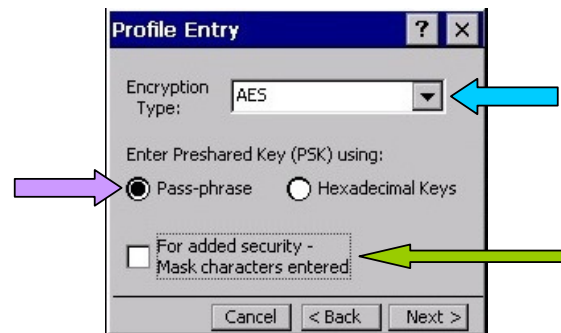 Profile Entry ? ×
Encryption
Type:
AES
Enter Preshared Key (PSK) using:
Pass-phrase Hexadecimal Keys
For added security -
Mask characters entered
Cancel < Back Next >